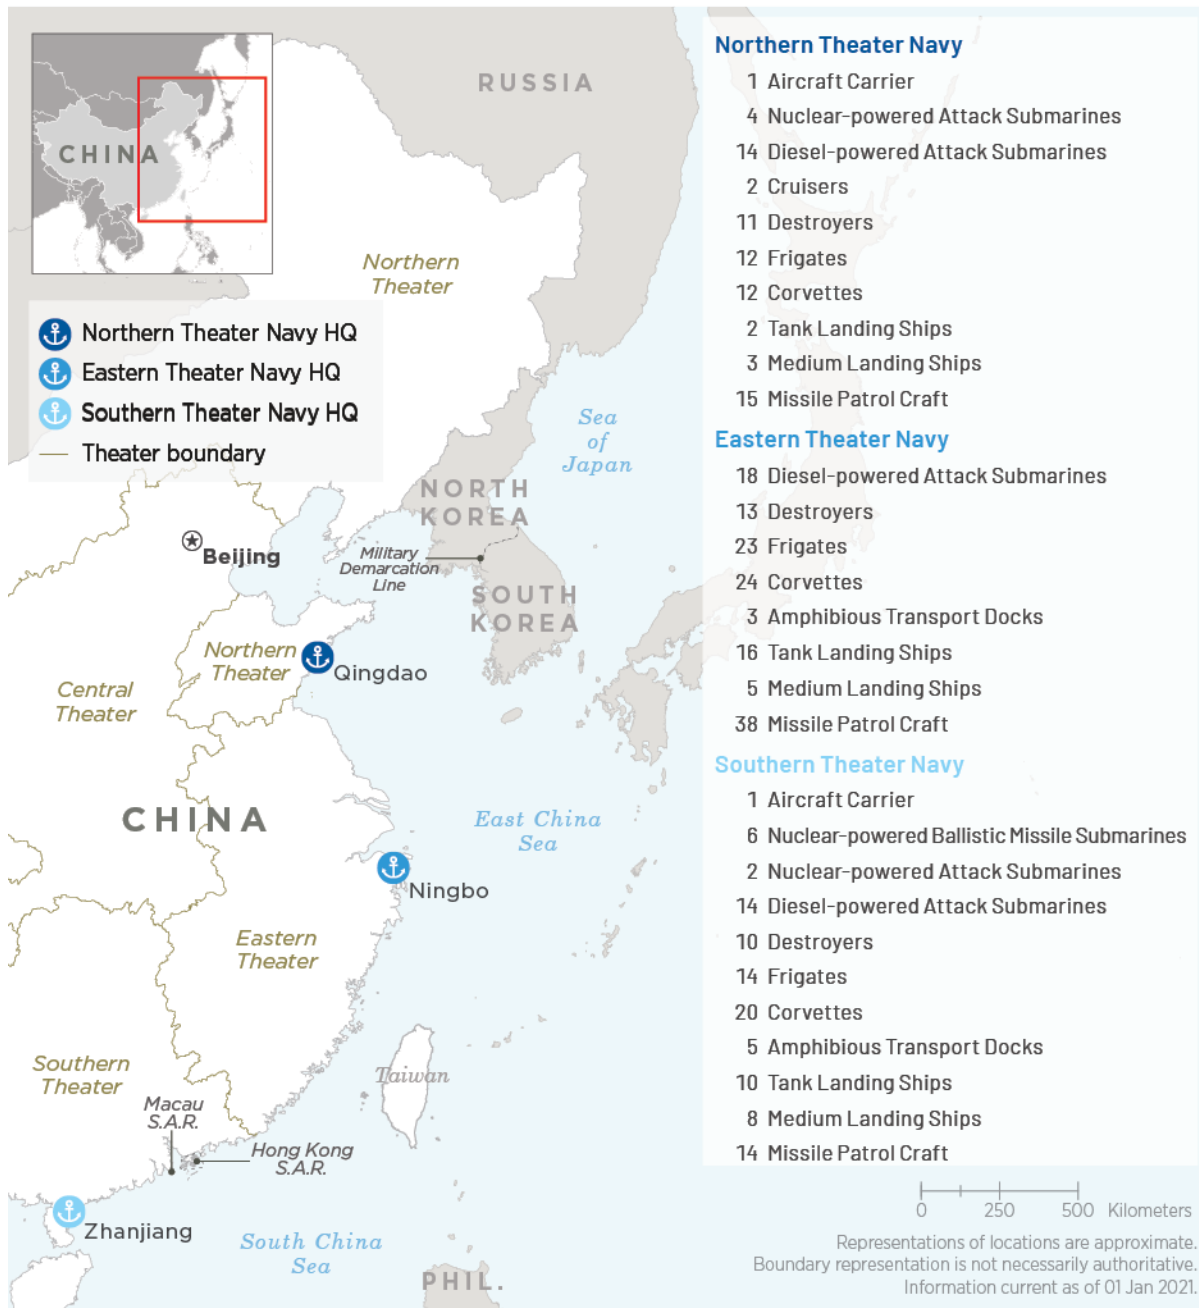 RUSSIA
CHINA
Northern
Theater
Northern Theater Navy HQ
Eastern Theater Navy HQ
Southern Theater Navy HQ
Theater boundary
Sea
of
Japan
NORTH
KOREA
Beijing
Military
Demarcation
Line
SOUTH
KOREA
Northern
Theater
Qingdao
Central
Theater
CHINA
East China
Sea
Ningbo
Eastern
Theater
Southern
Theater
Taiwan
Macau
S.A.R.
Hong Kong
S.A.R.
Zhanjiang
South China
Sea
PHIL.
Northern Theater Navy
1 Aircraft Carrier
4 Nuclear-powered Attack Submarines
14 Diesel-powered Attack Submarines
2 Cruisers
11 Destroyers
12 Frigates
12 Corvettes
2 Tank Landing Ships
3 Medium Landing Ships
15 Missile Patrol Craft
Eastern Theater Navy
18 Diesel-powered Attack Submarines
13 Destroyers
23 Frigates
24 Corvettes
3 Amphibious Transport Docks
16 Tank Landing Ships
5 Medium Landing Ships
38 Missile Patrol Craft
Southern Theater Navy
1 Aircraft Carrier
6 Nuclear-powered Ballistic Missile Submarines
2 Nuclear-powered Attack Submarines
14 Diesel-powered Attack Submarines
10 Destroyers
14 Frigates
20 Corvettes
5 Amphibious Transport Docks
10 Tank Landing Ships
8 Medium Landing Ships
14 Missile Patrol Craft
0 250 500 Kilometers
Representations of locations are approximate.
Boundary representation is not necessarily authoritative.
Information current as of 01 Jan 2021.